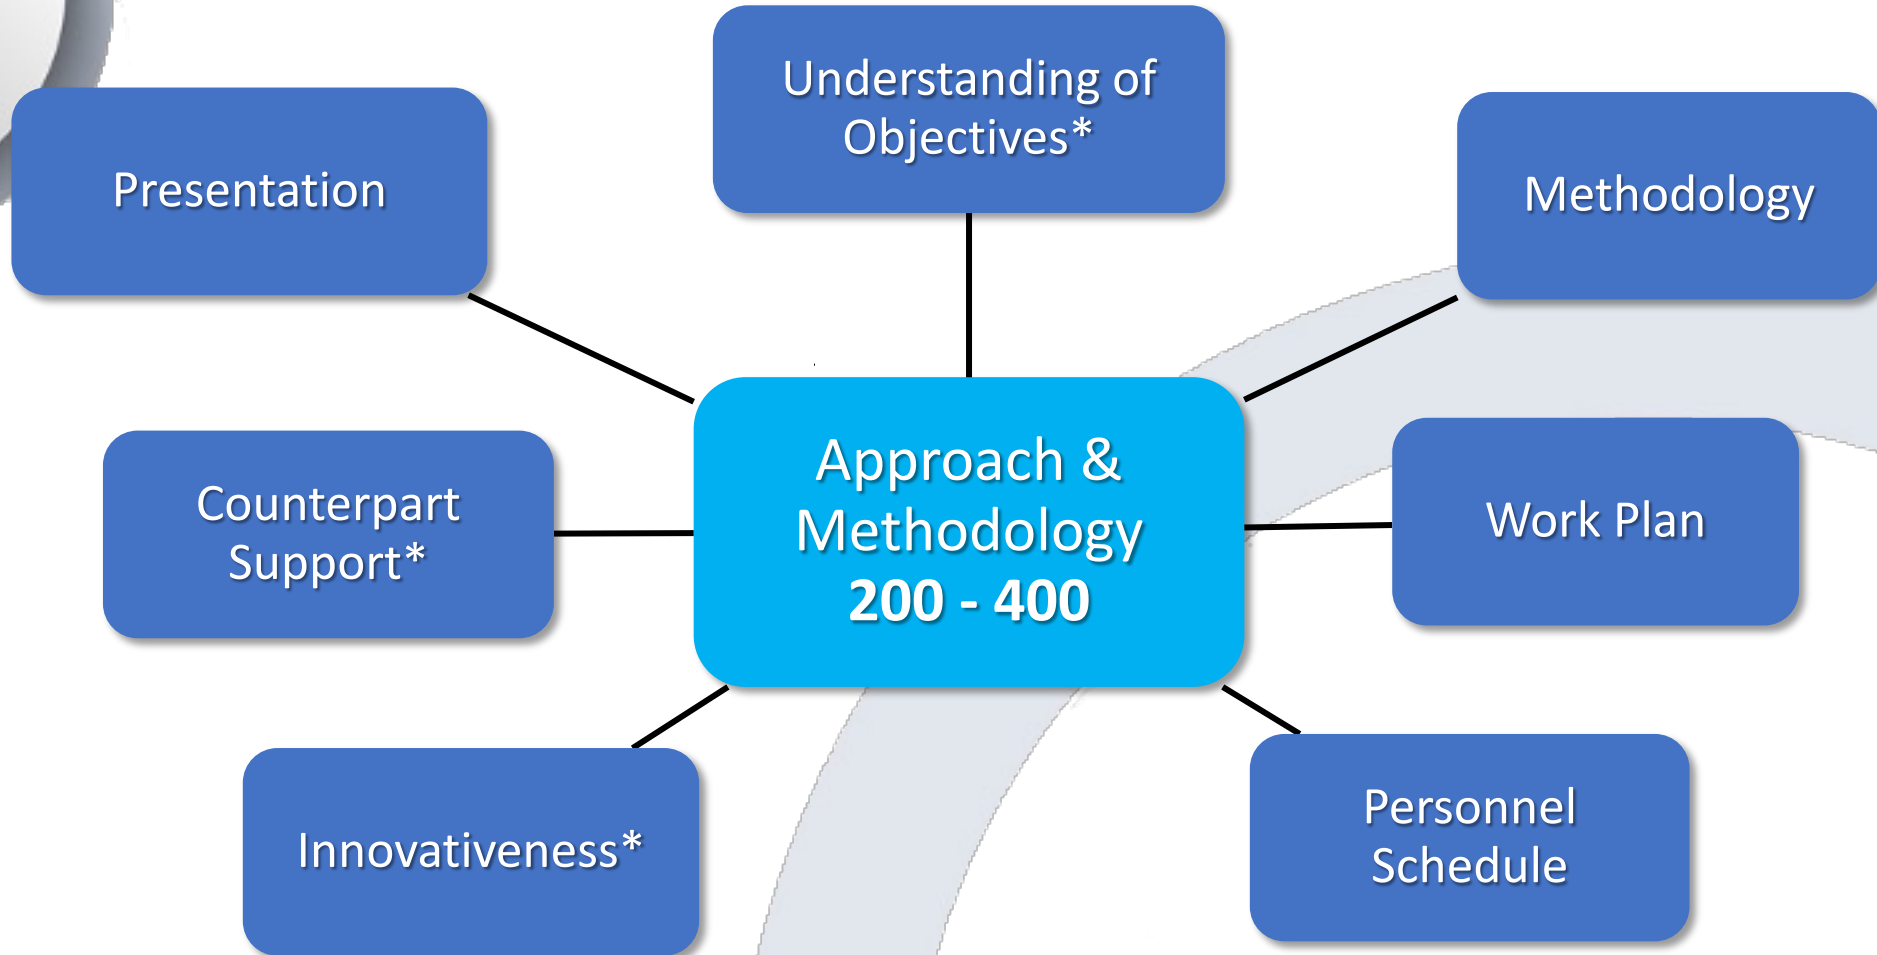 Understanding of
Objectives*
Presentation
Methodology
Approach &
Methodology
200 - 400
Counterpart
Support*
Work Plan
Innovativeness*
Personnel
Schedule